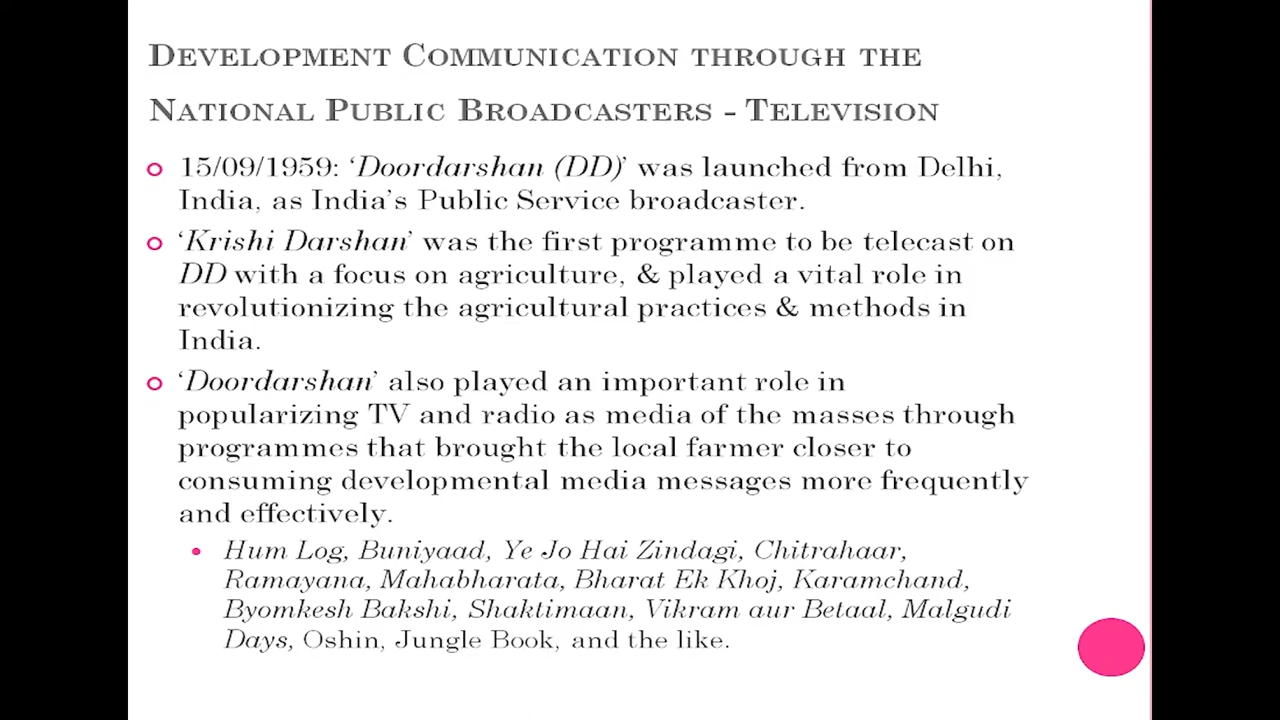 DEVELOPMENT COMMUNICATION THROUGH THE
NATIONAL PUBLIC BROADCASTERS - TELEVISION
15/09/1959: ‘Doordarshan (DD)’ was launched from Delhi,
India, as India’s Public Service broadcaster.
‘Krishi Darshan’ was the first programme to be telecast on
DD with a focus on agriculture, & played a vital role in
revolutionizing the agricultural practices & methods in
India.
‘Doordarshan’ also played an important role in
popularizing TV and radio as media of the masses through
programmes that brought the local farmer closer to
consuming developmental media messages more frequently
and effectively.
Hum Log, Buniyaad, Ye Jo Hai Zindagi, Chitrahaar,
Ramayana, Mahabharata, Bharat Ek Khoj, Karamchand,
Byomkesh Bakshi, Shaktimaan, Vikram aur Betaal, Malgudi
Days, Oshin, Jungle Book, and the like.